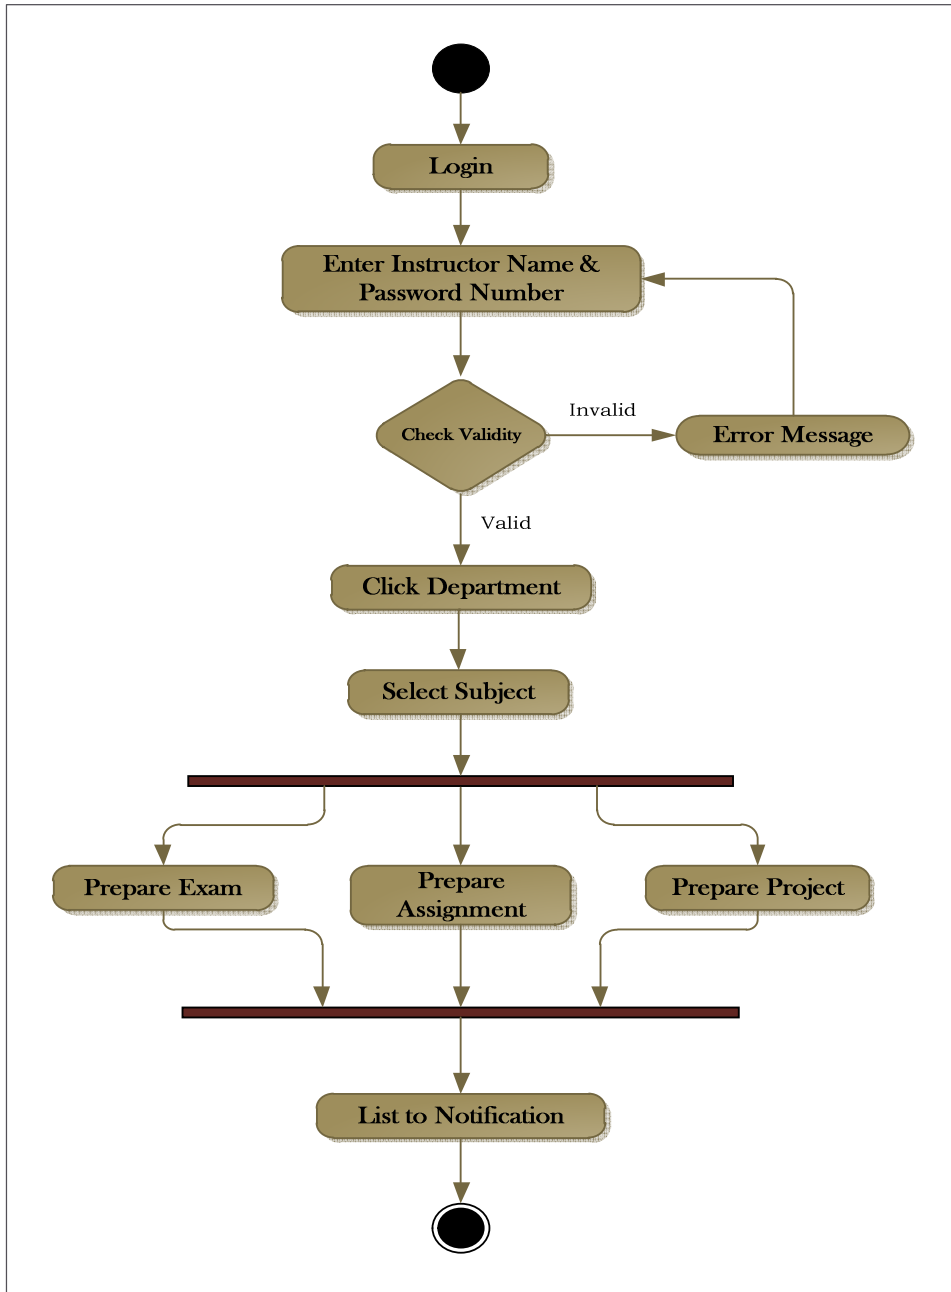 Login
Enter Instructor Name &
Password Number
Invalid
Check Validity
Error Message
Valid
Click Department
Select Subject
Prepare Exam
Prepare
Assignment
Prepare Project
List to Notification